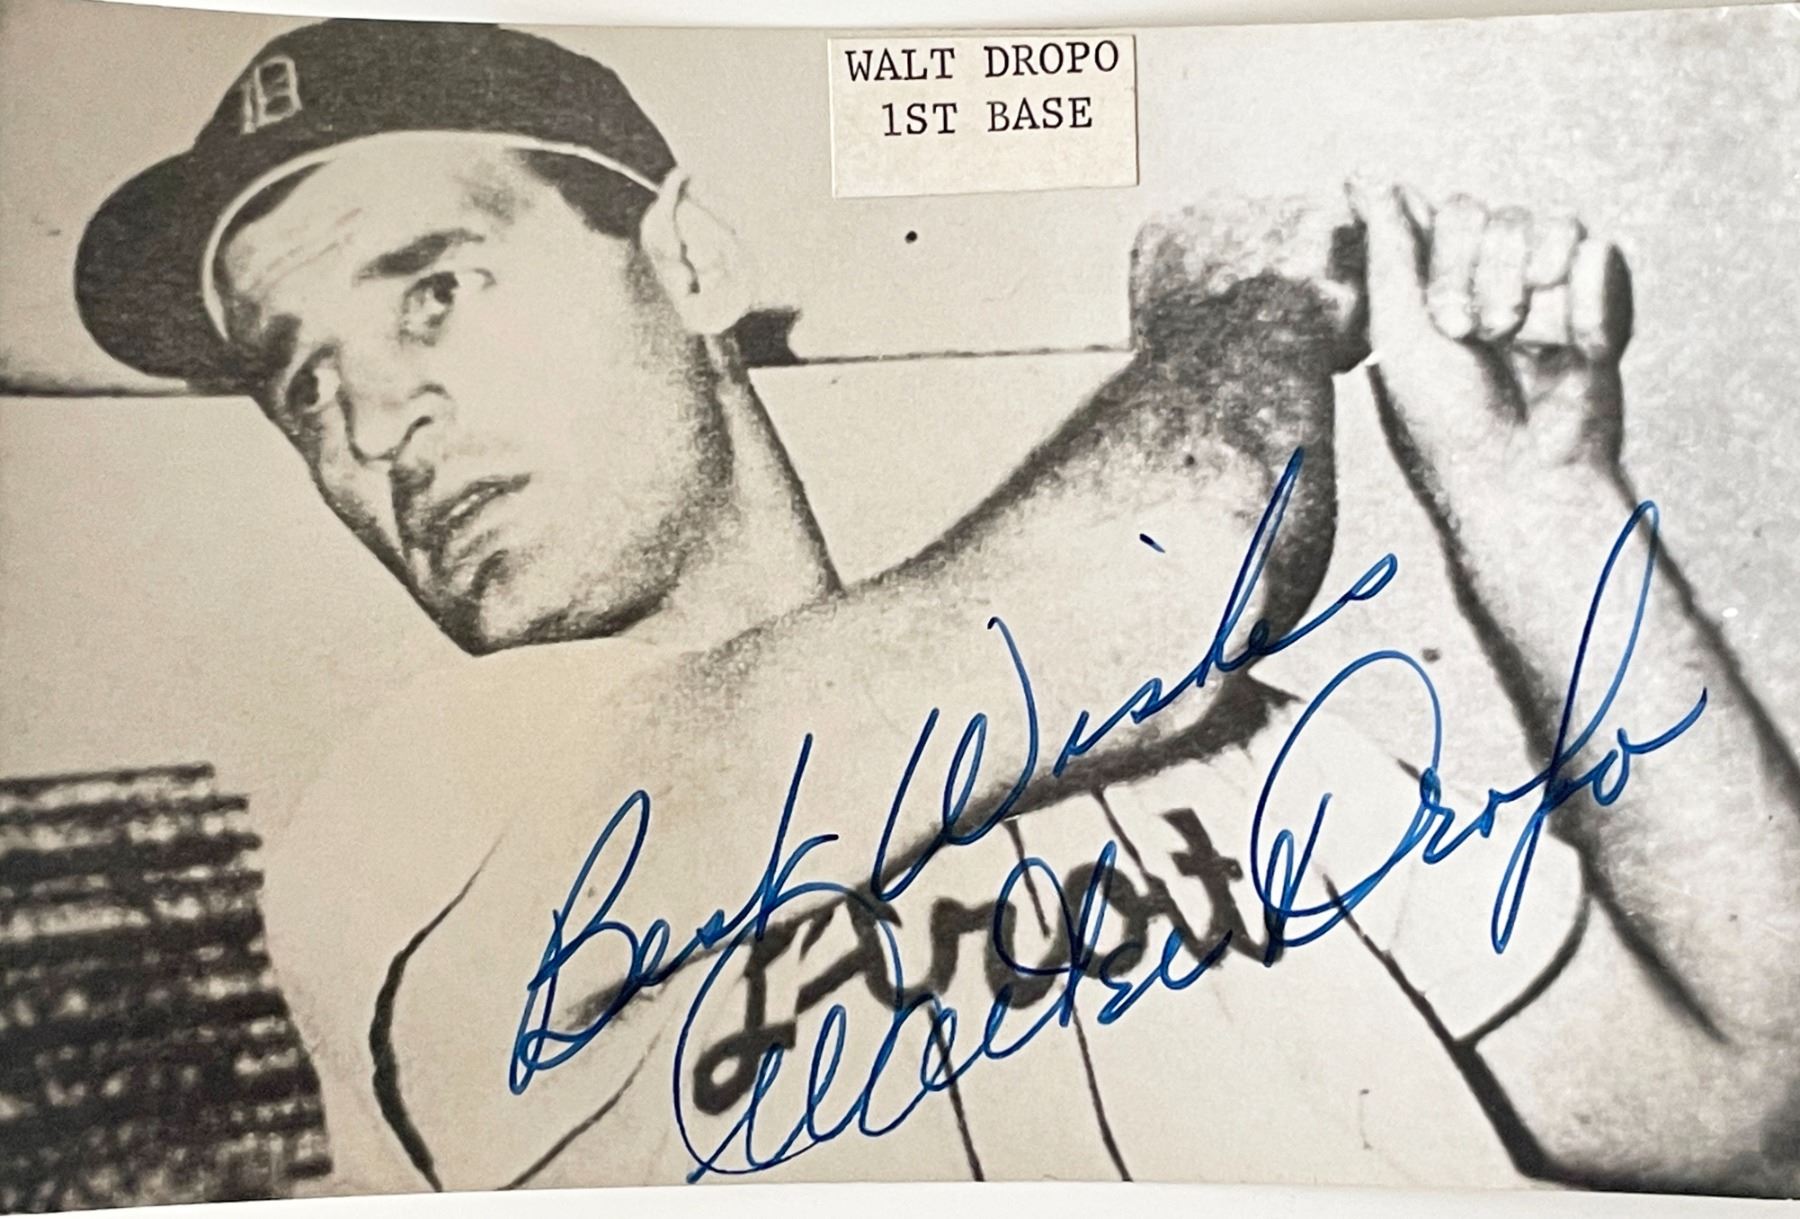 D
WALT DROPO
1ST BASE
Best Wishes
Walter Dropo